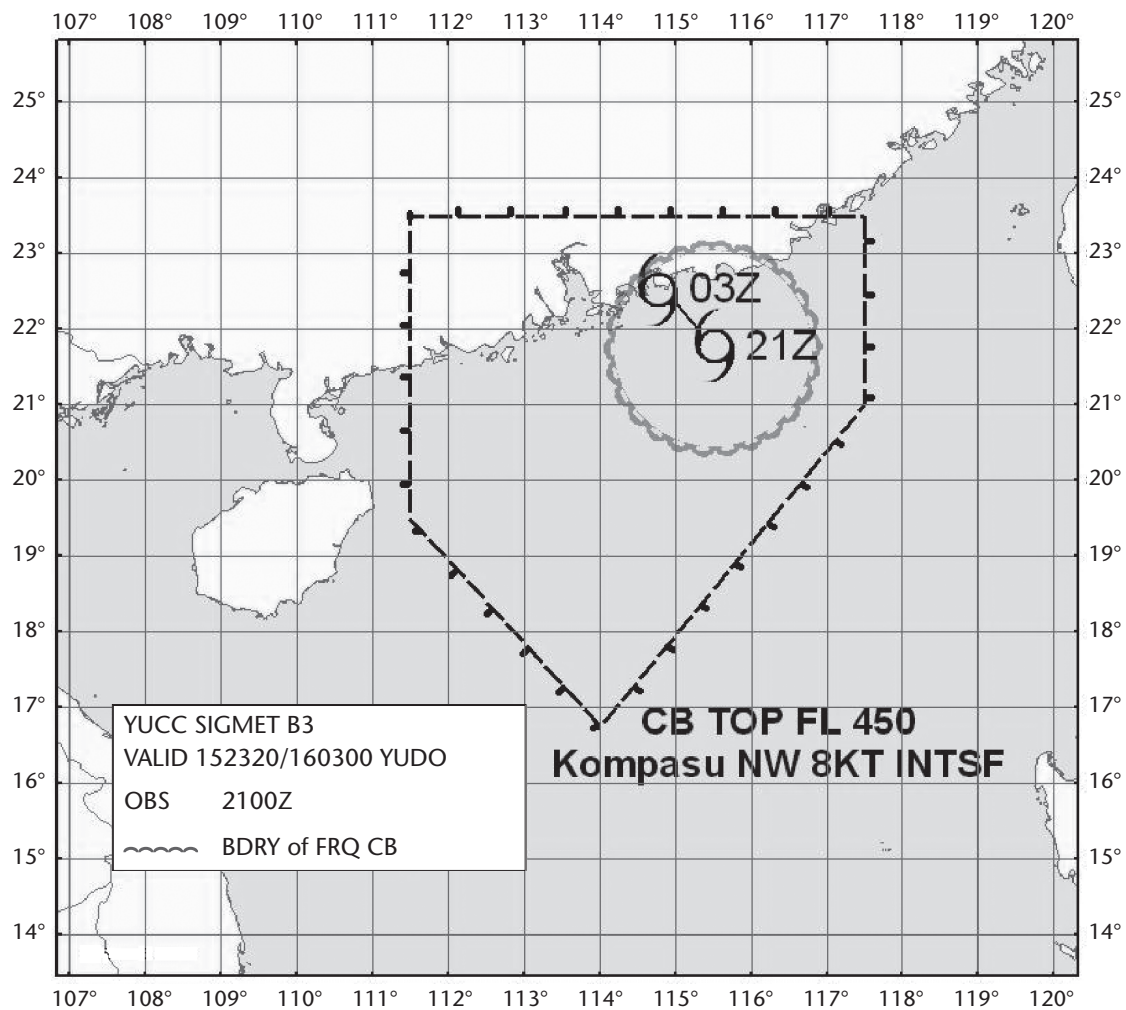 107° 108° 109° 110° 111° 112° 113° 114° 115° 116° 117° 118° 119° 120°
25° 25°
24° 24°
23° 23°
03Z
22° 22°
21Z
21° 21°
20° 20°
19° 19°
18° 18°
17° 17°
CB TOP FL 450
Kompasu NW 8KT INTSF
YUCC SIGMET B3
VALID 152320/160300 YUDO
OBS 2100Z
BDRY of FRQ CB
16° 16°
15° 15°
14° 14°
107° 108° 109° 110° 111° 112° 113° 114° 115° 116° 117° 118° 119° 120°